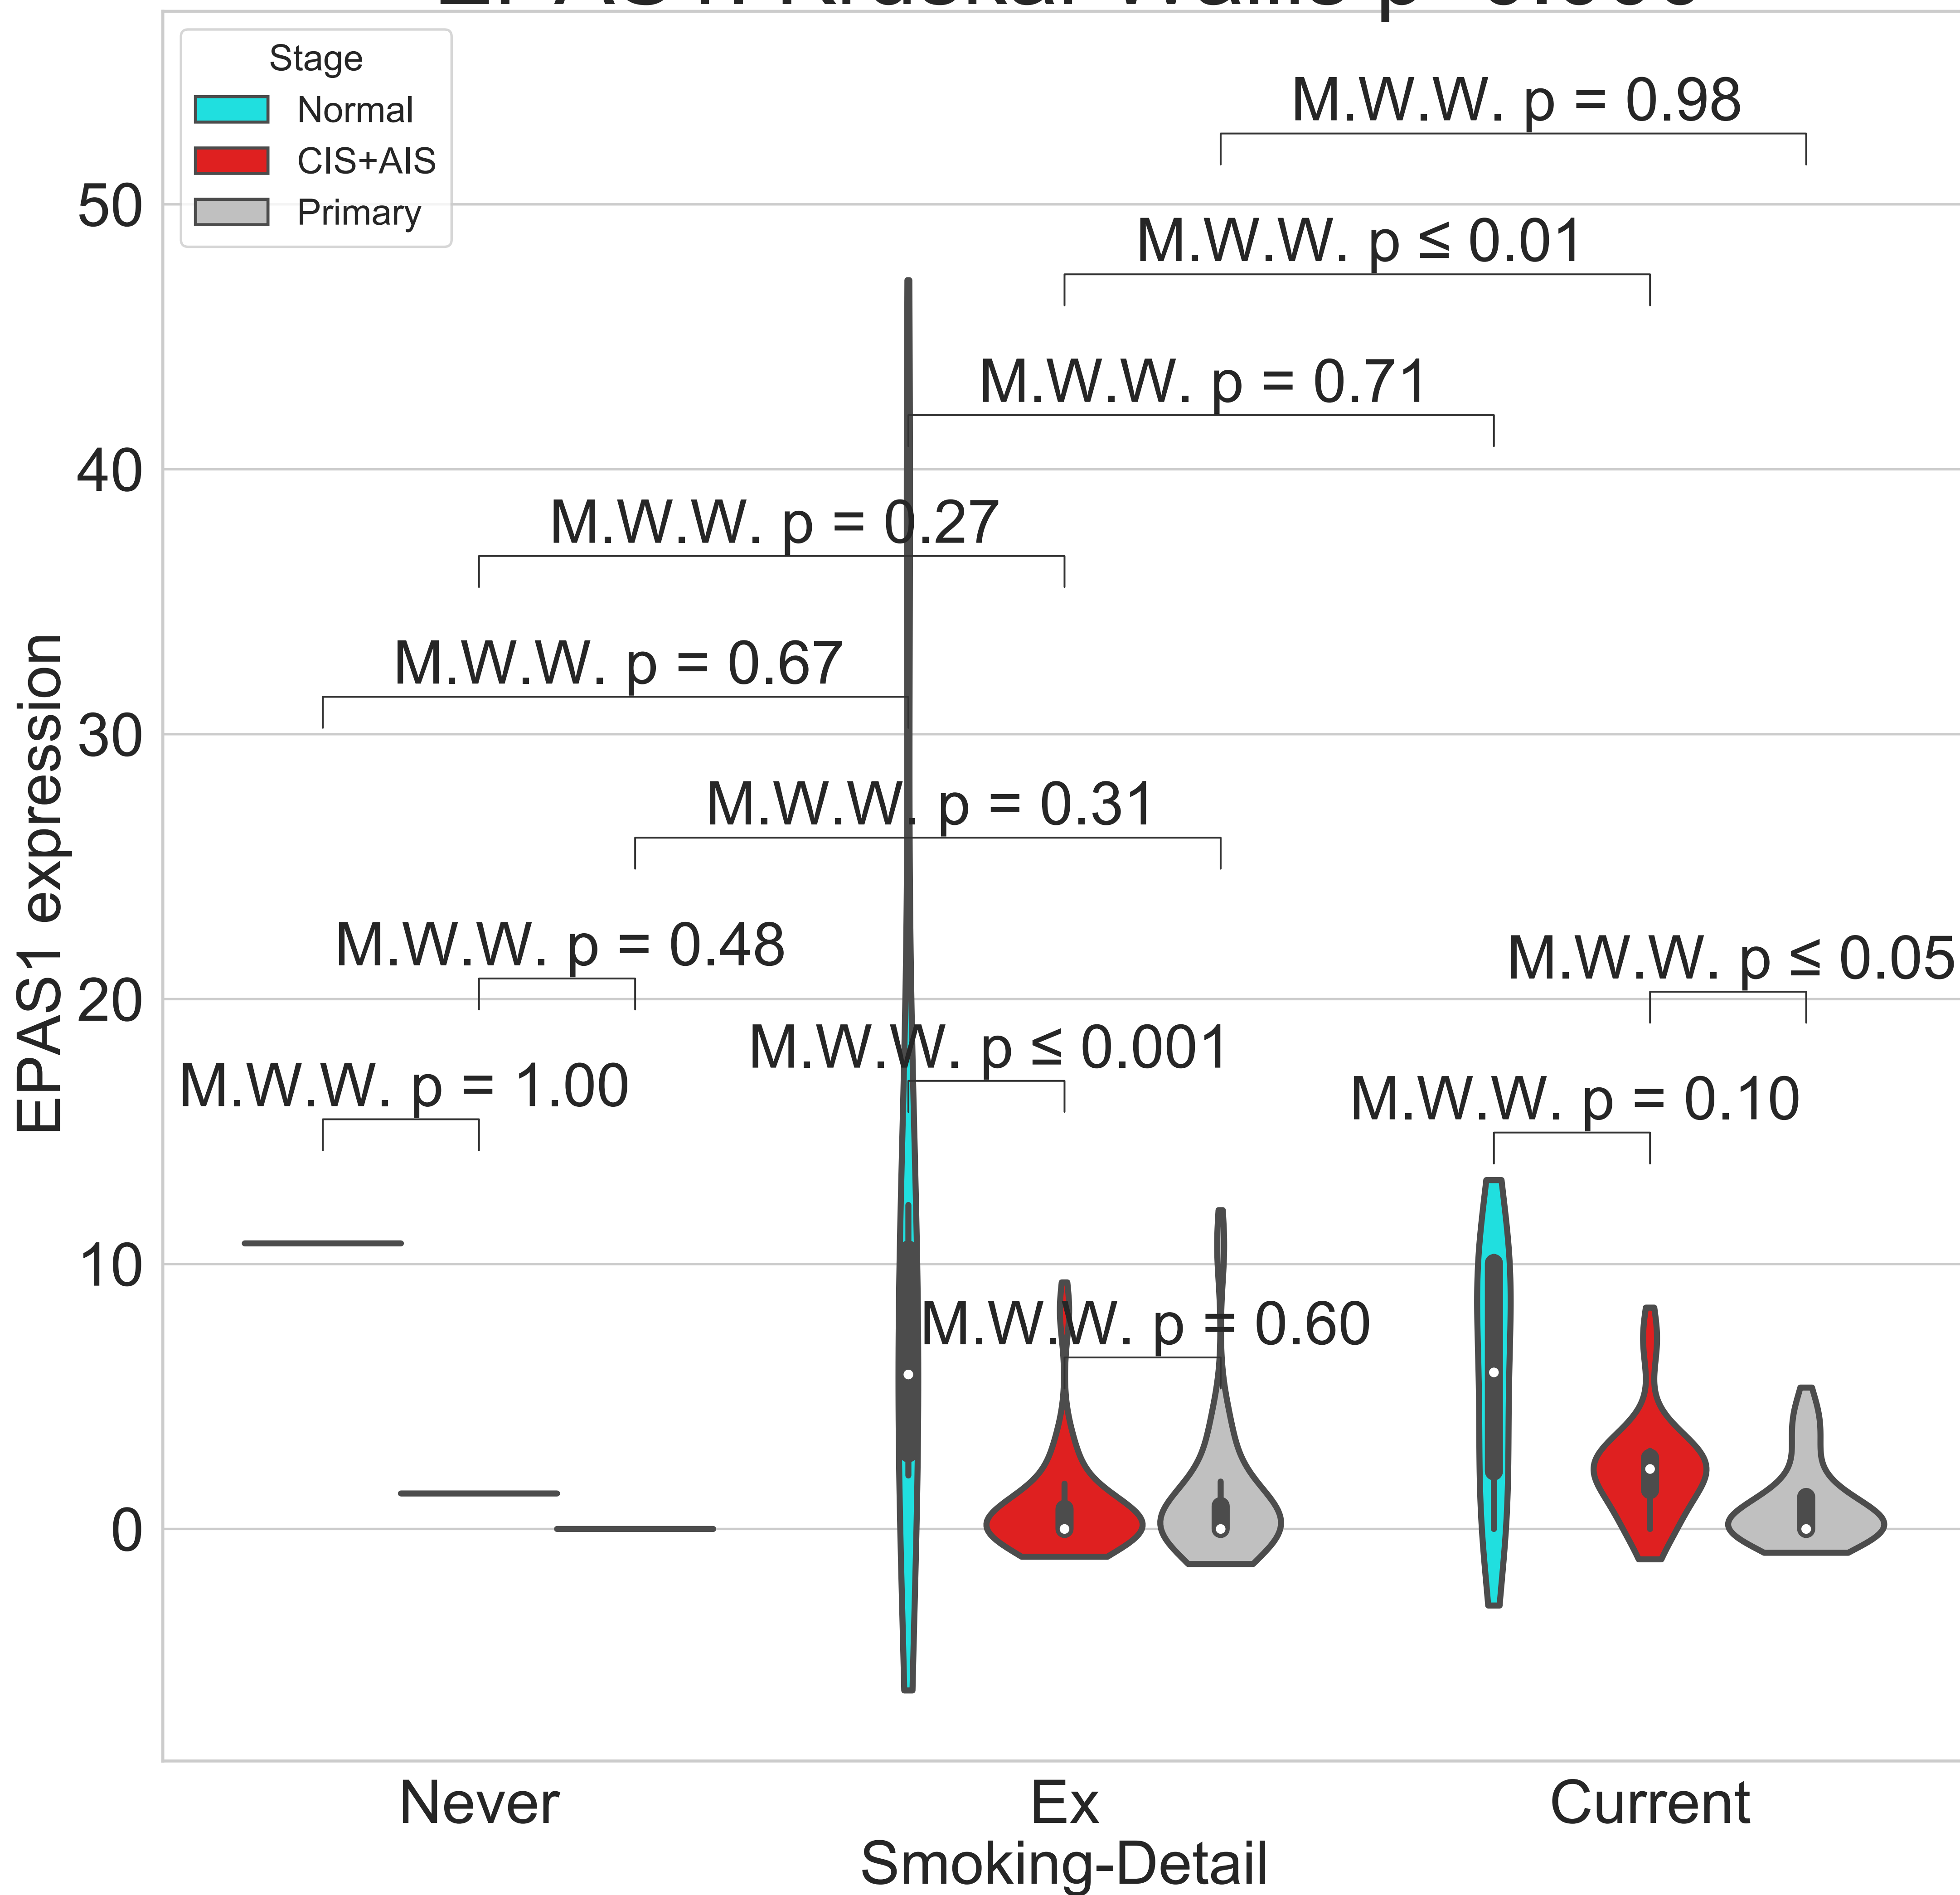 Stage
Normal
CIS+AIS
Primary
M.W.W. p = 0.98
M.W.W. p ≤ 0.01
M.W.W. p = 0.71
M.W.W. p = 0.27
M.W.W. p = 0.67
M.W.W. p = 0.31
M.W.W. p = 0.48
M.W.W. p ≤ 0.05
M.W.W. p ≤ 0.001
M.W.W. p = 1.00
M.W.W. p = 0.10
M.W.W. p = 0.60
50
40
30
20
10
0
EPAS1 expression
Never
Ex
Current
Smoking-Detail